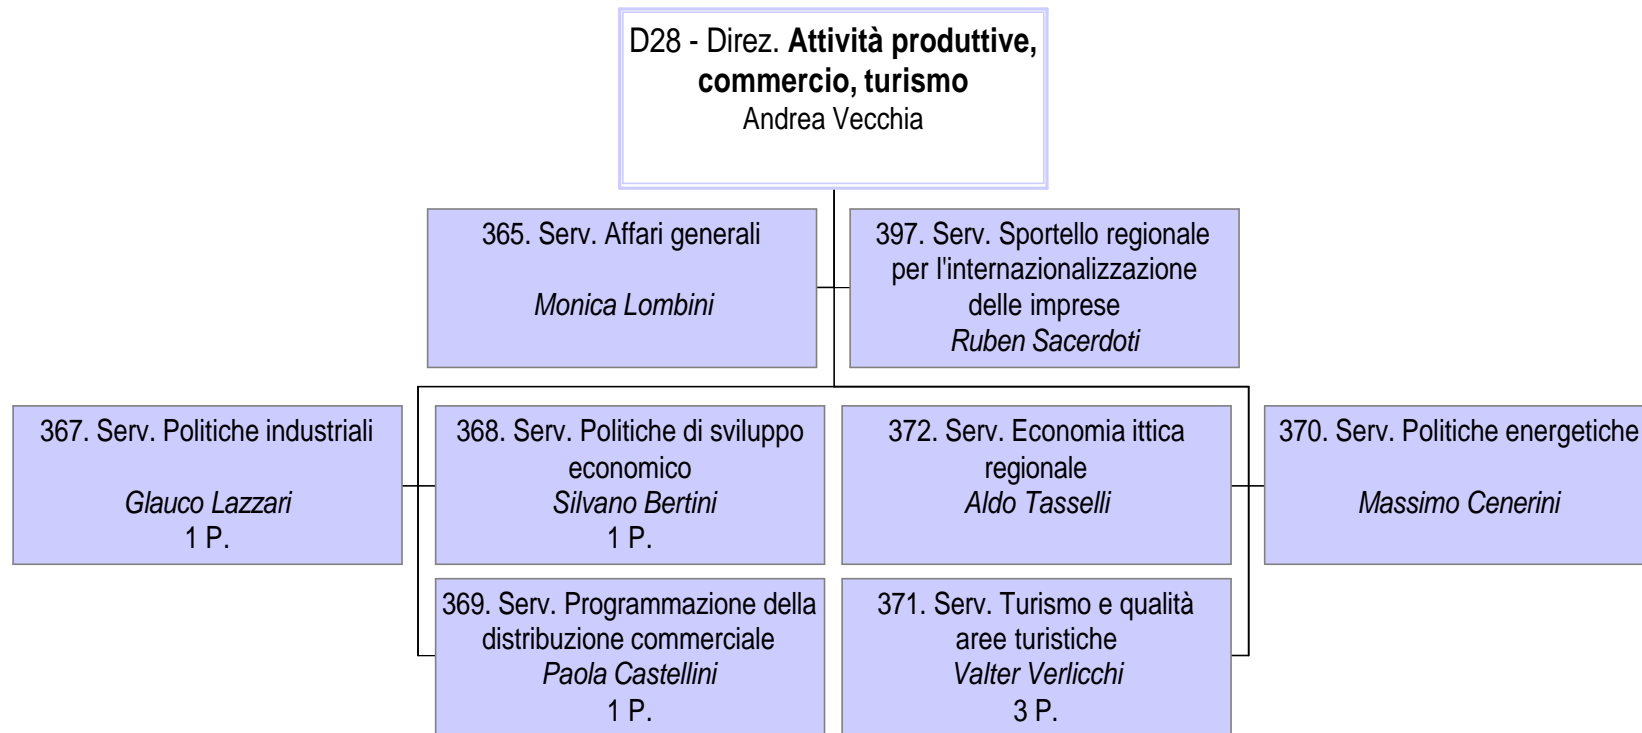 D28 - Direz. Attività produttive,
commercio, turismo
Andrea Vecchia
365. Serv. Affari generali
Monica Lombini
397. Serv. Sportello regionale
per l'internazionalizzazione
delle imprese
Ruben Sacerdoti
367. Serv. Politiche industriali
Glauco Lazzari
1 P.
368. Serv. Politiche di sviluppo
economico
Silvano Bertini
1 P.
372. Serv. Economia ittica
regionale
Aldo Tasselli
370. Serv. Politiche energetiche
Massimo Cenerini
369. Serv. Programmazione della
distribuzione commerciale
Paola Castellini
1 P.
371. Serv. Turismo e qualità
aree turistiche
Valter Verlicchi
3 P.